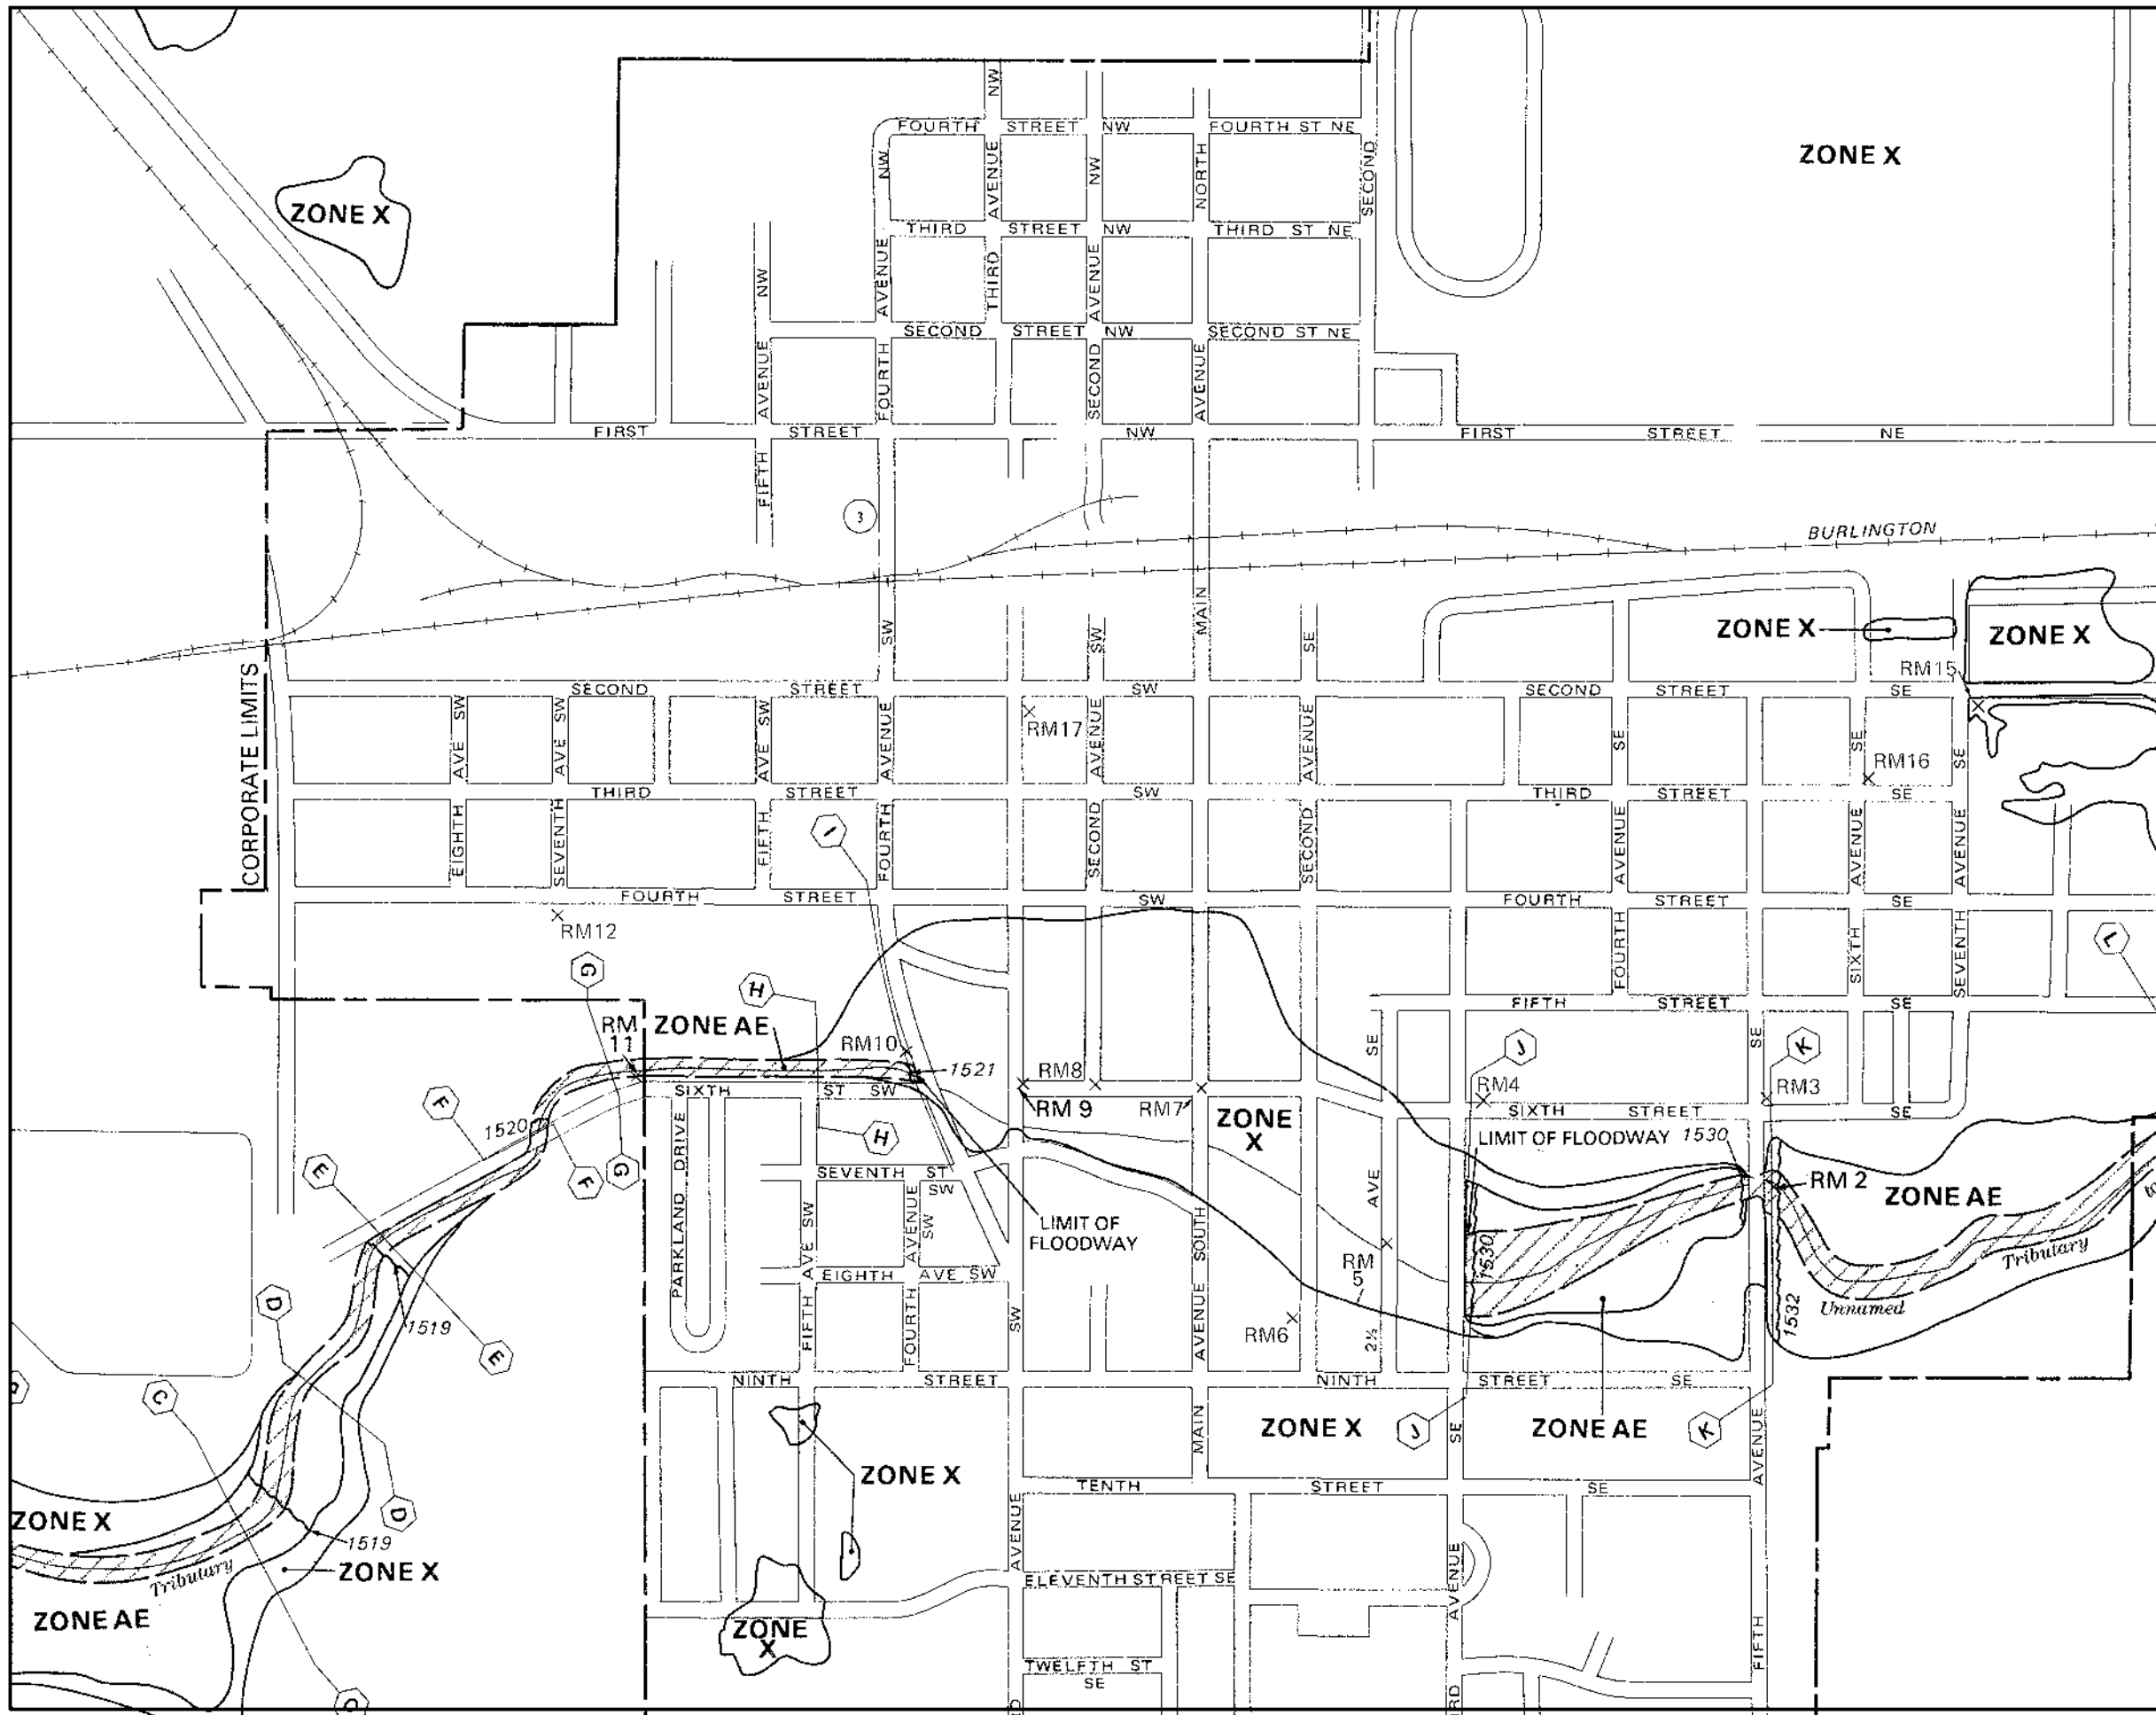 NW
FOURTH STREET NW FOURTH ST NE
ZONE X
NW AVENUE NW NORTH SECOND
ZONE X
THIRD STREET NW THIRD ST NE
NW AVENUE THIRD AVENUE
SECOND STREET NW SECOND ST NE
AVENUE FOURTH SECOND AVENUE
FIRST STREET NW FIRST STREET NE
FIFTH
3
BURLINGTON
MAIN
SW SW SE
ZONE X ZONE X
RM15
CORPORATE LIMITS
SECOND STREET SW SECOND STREET SE
AVE SW AVE SW AVE SW AVENUE AVENUE AVENUE SE SE SE
RM17
RM16
THIRD STREET SW THIRD STREET SE
EIGHTH SEVENTH FIFTH FOURTH SECOND SECOND AVENUE AVENUE AVENUE
I
FOURTH STREET SW FOURTH STREET SE
RM12
FOURTH SIXTH SEVENTH
L
G
H
FIFTH STREET SE
RM 11
ZONE AE
RM10
1521
RM8
SE SE
J
K
RM4
RM3
SIXTH ST SW
RM 9
RM7
ZONE X
SIXTH STREET SE
F
1520
H
LIMIT OF FLOODWAY 1530
E
F
G
PARKLAND DRIVE
SEVENTH ST SW
RM 2
ZONE AE
AVE
LIMIT OF FLOODWAY
AVENUE SW
AVE SW
SOUTH
1530
Tributary
RM 5
EIGHTH AVE SW
D
1519
E
FIFTH FOURTH SW
RM6
AVENUE
2½
1532
Unnamed
NINTH STREET NINTH STREET SE
C
MAIN
ZONE X
J
SE
ZONE AE
K
AVENUE
ZONE X
TENTH STREET SE
D
ZONE X
1519
Tributary
ZONE X
AVENUE
AVENUE
ELEVENTH STREET SE
ZONE AE
ZONE X
FIFTH
TWELFTH ST SE